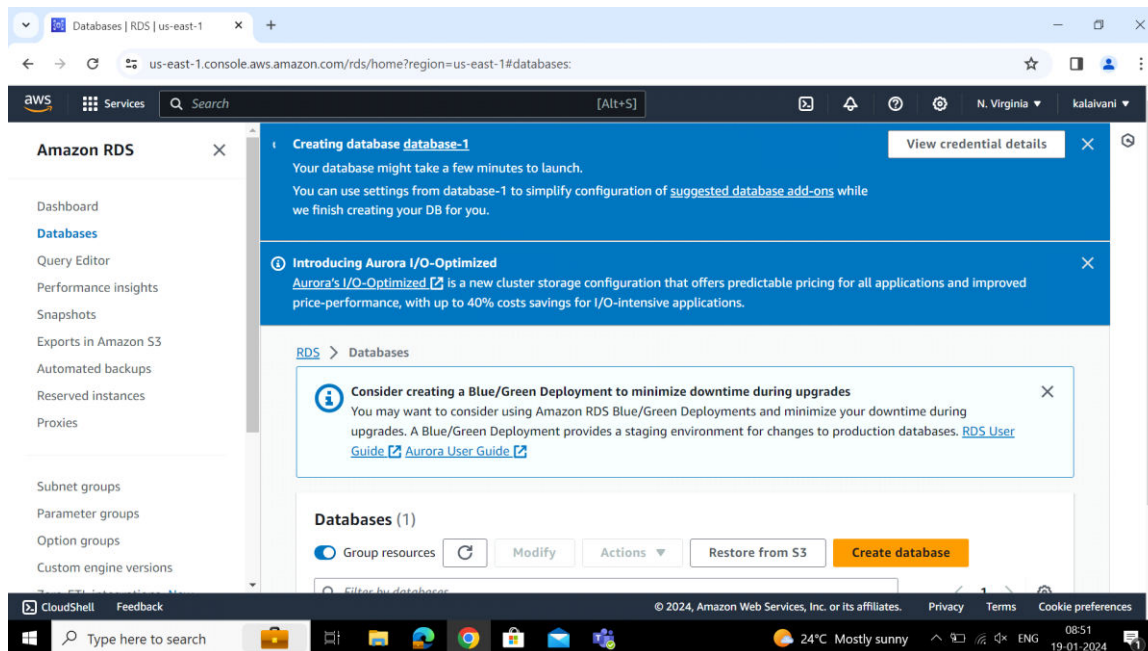 Databases | RDS | us-east-1
us-east-1.console.aws.amazon.com/rds/home?region=us-east-1#databases:
aws
Services
Search
[Alt+S]
N. Virginia
kalaivani
Amazon RDS
Dashboard
Databases
Query Editor
Performance insights
Snapshots
Exports in Amazon S3
Automated backups
Reserved instances
Proxies
Subnet groups
Parameter groups
Option groups
Custom engine versions
Creating database database-1
View credential details
Your database might take a few minutes to launch.
You can use settings from database-1 to simplify configuration of suggested database add-ons while
we finish creating your DB for you.
Introducing Aurora I/O-Optimized
Aurora's I/O-Optimized is a new cluster storage configuration that offers predictable pricing for all applications and improved
price-performance, with up to 40% costs savings for I/O-intensive applications.
RDS > Databases
Consider creating a Blue/Green Deployment to minimize downtime during upgrades
You may want to consider using Amazon RDS Blue/Green Deployments and minimize your downtime during
upgrades. A Blue/Green Deployment provides a staging environment for changes to production databases. RDS User
Guide Aurora User Guide
Databases (1)
Group resources
Modify
Actions
Restore from S3
Create database
Filter by databases
1
CloudShell
Feedback
© 2024, Amazon Web Services, Inc. or its affiliates.
Privacy
Terms
Cookie preferences
Type here to search
24°C Mostly sunny
ENG
08:51
19-01-2024
1